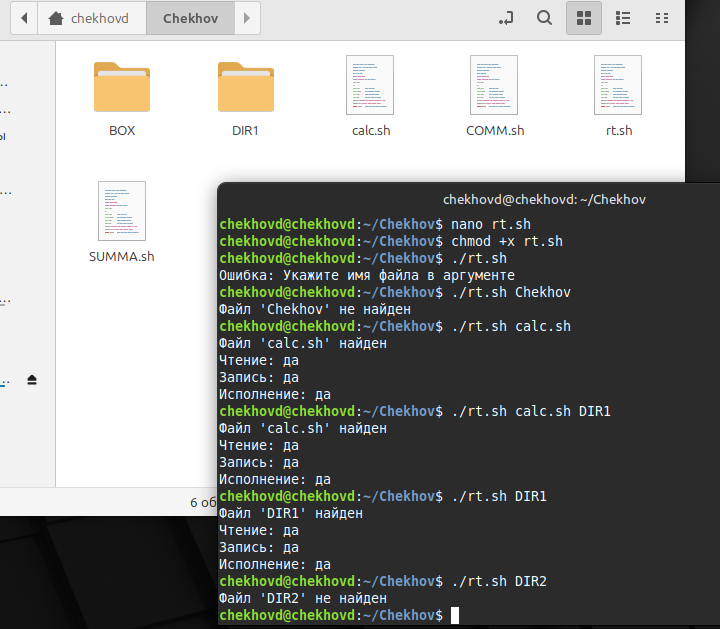 chekhovd Chekhov
BOX DIR1 calc.sh COMM.sh rt.sh
SUMMA.sh
6 об
chekhovd@chekhovd: ~/Chekhov
chekhovd@chekhovd:~/Chekhov$ nano rt.sh
chekhovd@chekhovd:~/Chekhov$ chmod +x rt.sh
chekhovd@chekhovd:~/Chekhov$ ./rt.sh
Ошибка: Укажите имя файла в аргументе
chekhovd@chekhovd:~/Chekhov$ ./rt.sh Chekhov
Файл 'Chekhov' не найден
chekhovd@chekhovd:~/Chekhov$ ./rt.sh calc.sh
Файл 'calc.sh' найден
Чтение: да
Запись: да
Исполнение: да
chekhovd@chekhovd:~/Chekhov$ ./rt.sh calc.sh DIR1
Файл 'calc.sh' найден
Чтение: да
Запись: да
Исполнение: да
chekhovd@chekhovd:~/Chekhov$ ./rt.sh DIR1
Файл 'DIR1' найден
Чтение: да
Запись: да
Исполнение: да
chekhovd@chekhovd:~/Chekhov$ ./rt.sh DIR2
Файл 'DIR2' не найден
chekhovd@chekhovd:~/Chekhov$